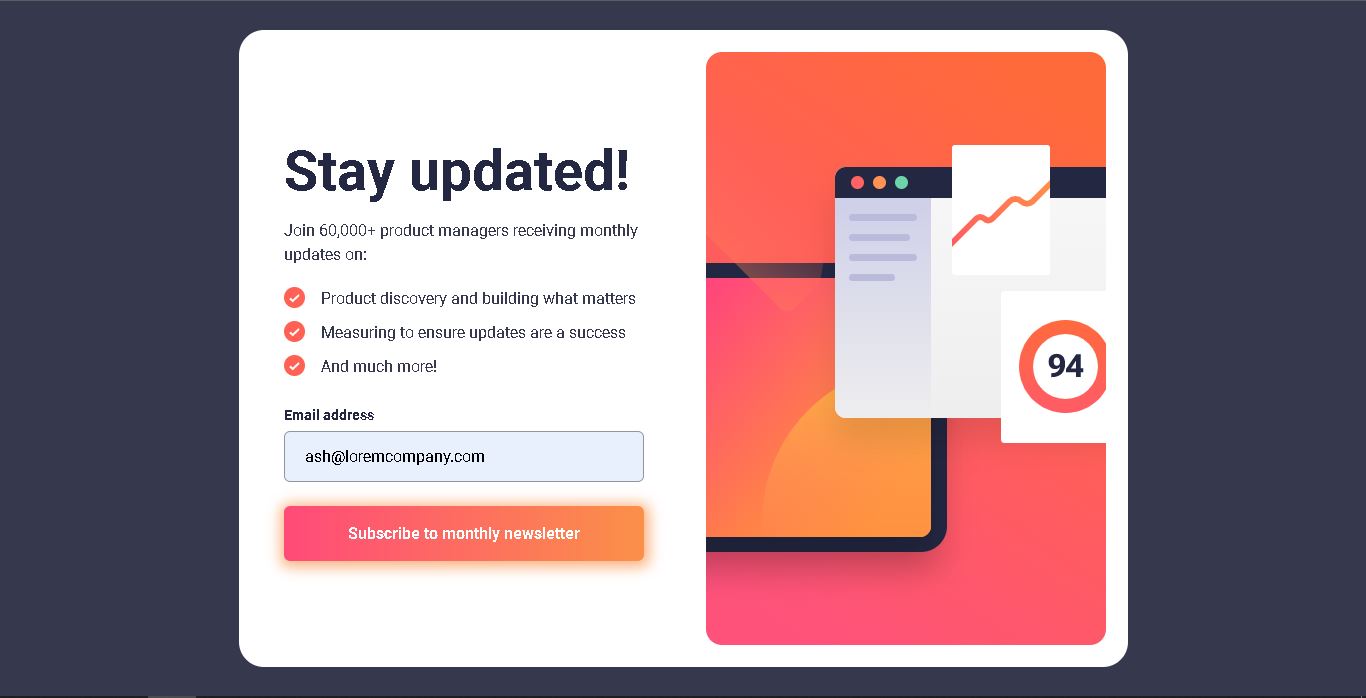 Stay updated!
Join 60,000+ product managers receiving monthly
updates on:
Product discovery and building what matters
Measuring to ensure updates are a success
And much more!
Email address
ash@loremcompany.com
Subscribe to monthly newsletter
94